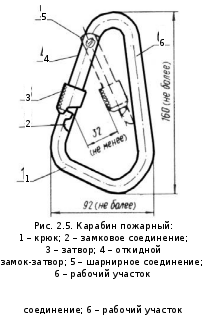 5
4
6
3
2
1
32
(не менее)
160 (не более)
92 (не более)
Рис. 2.5. Карабин пожарный:
1 – крюк; 2 – замковое соединение;
3 – затвор; 4 – откидной
замок-затвор; 5 – шарнирное соединение;
6 – рабочий участок
соединение; 6 – рабочий участок